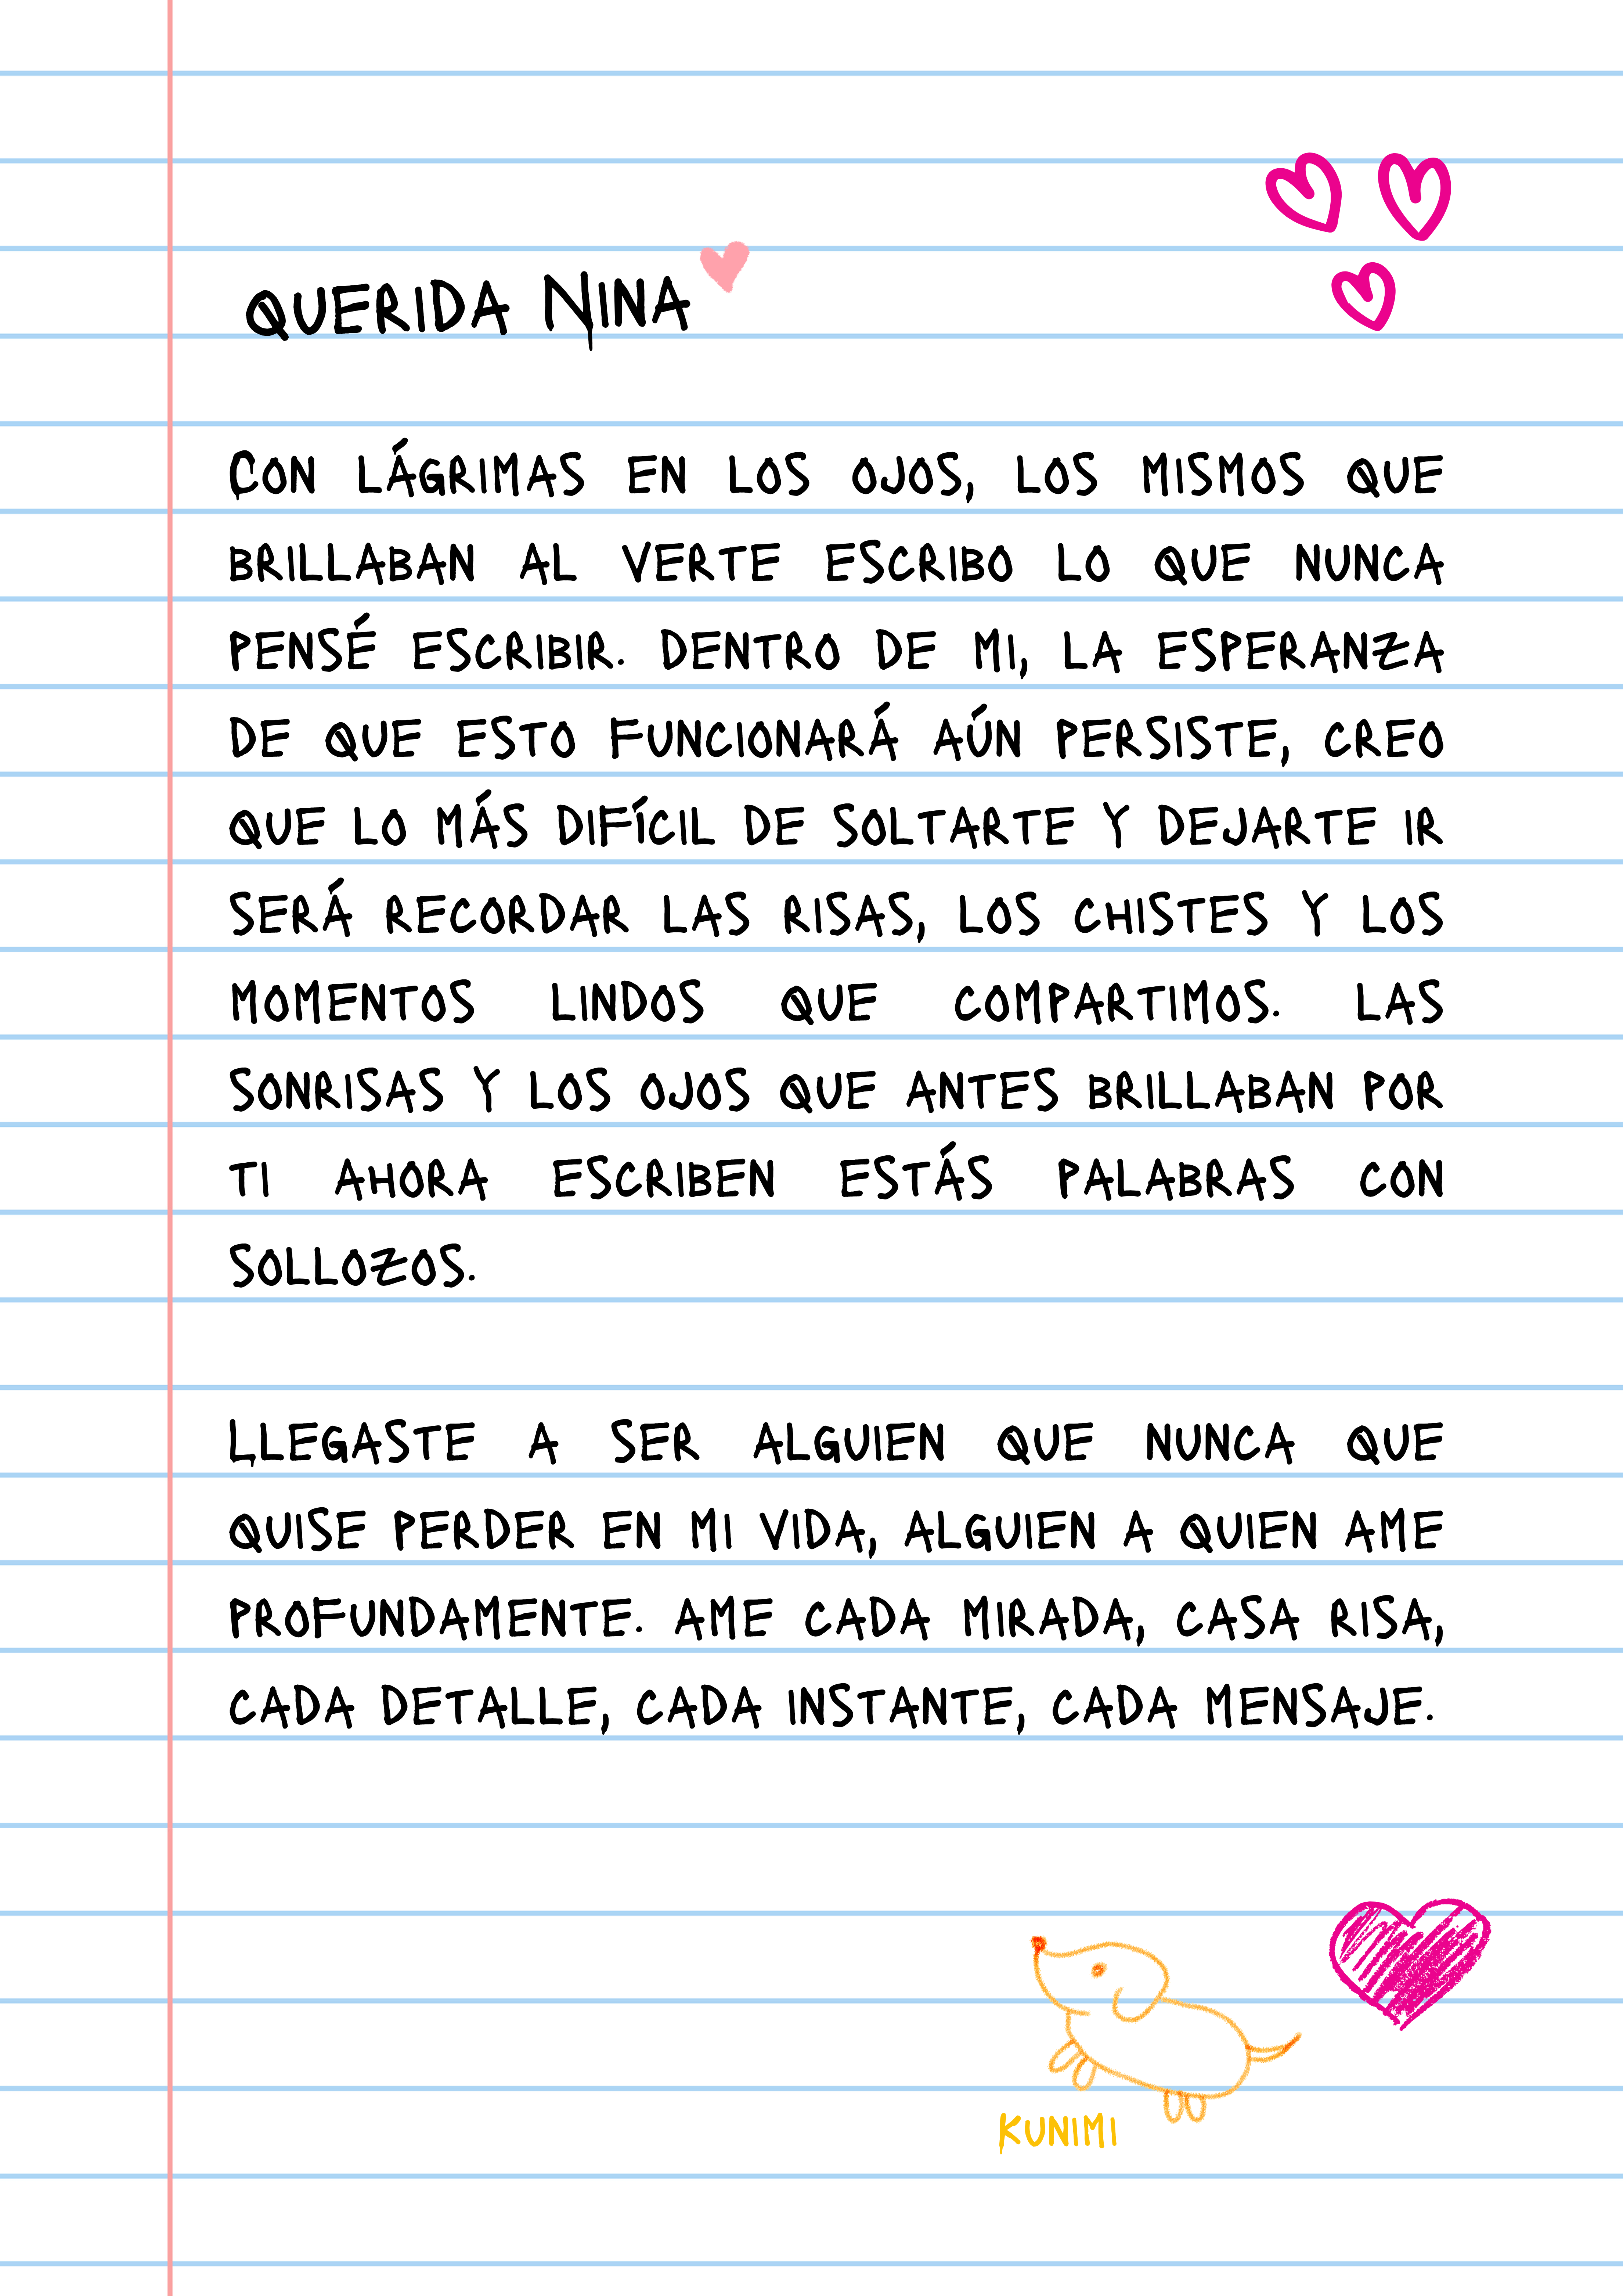 QUERIDA NINA
CON LÁGRIMAS EN LOS OJOS, LOS MISMOS QUE
BRILLABAN AL VERTE ESCRIBO LO QUE NUNCA
PENSÉ ESCRIBIR. DENTRO DE MI, LA ESPERANZA
DE QUE ESTO FUNCIONARÁ AÚN PERSISTE, CREO
QUE LO MÁS DIFÍCIL DE SOLTARTE Y DEJARTE IR
SERÁ RECORDAR LAS RISAS, LOS CHISTES Y LOS
MOMENTOS LINDOS QUE COMPARTIMOS. LAS
SONRISAS Y LOS OJOS QUE ANTES BRILLABAN POR
TI AHORA ESCRIBEN ESTÁS PALABRAS CON
SOLLOZOS.
LLEGASTE A SER ALGUIEN QUE NUNCA QUE
QUISE PERDER EN MI VIDA, ALGUIEN A QUIEN AME
PROFUNDAMENTE. AME CADA MIRADA, CASA RISA,
CADA DETALLE, CADA INSTANTE, CADA MENSAJE.
KUNIMI